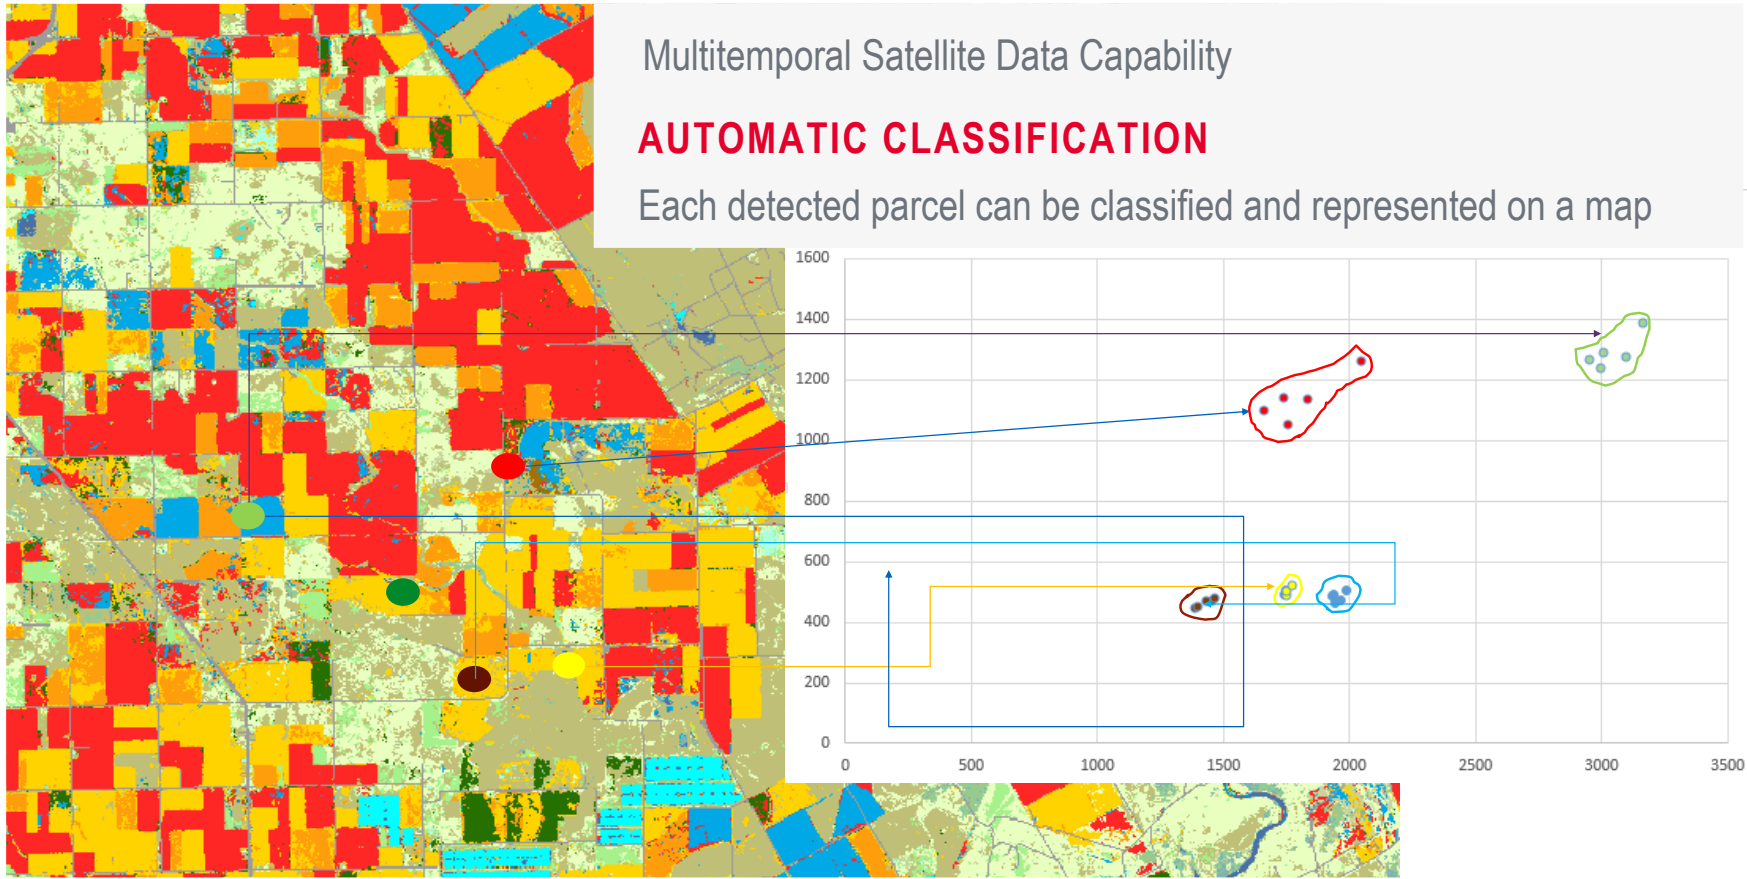 Multitemporal Satellite Data Capability
AUTOMATIC CLASSIFICATION
Each detected parcel can be classified and represented on a map
1600
1400
1200
1000
800
600
400
200
0
0 500 1000 1500 2000 2500 3000 3500